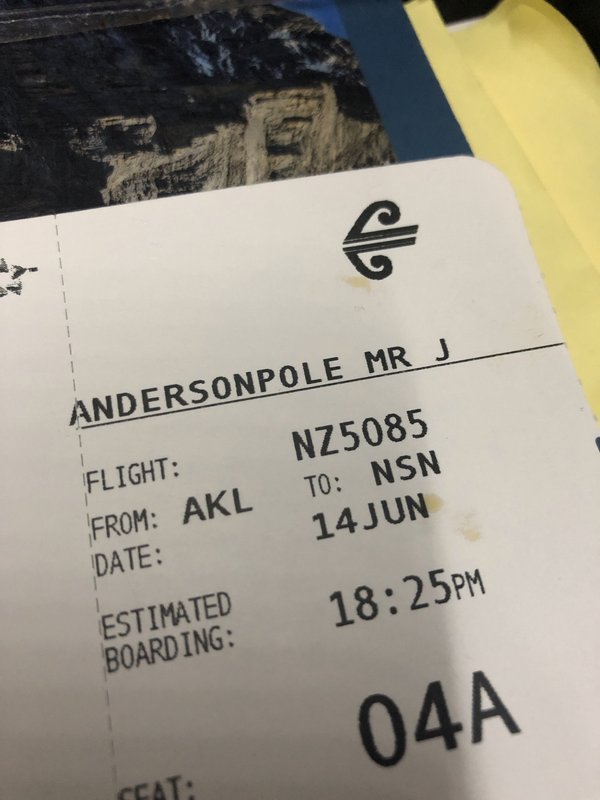 ANDERSONPOLE MR J
FLIGHT: NZ5085
FROM: AKL TO: NSN
DATE: 14JUN
ESTIMATED BOARDING: 18:25PM
04A
SEAT: